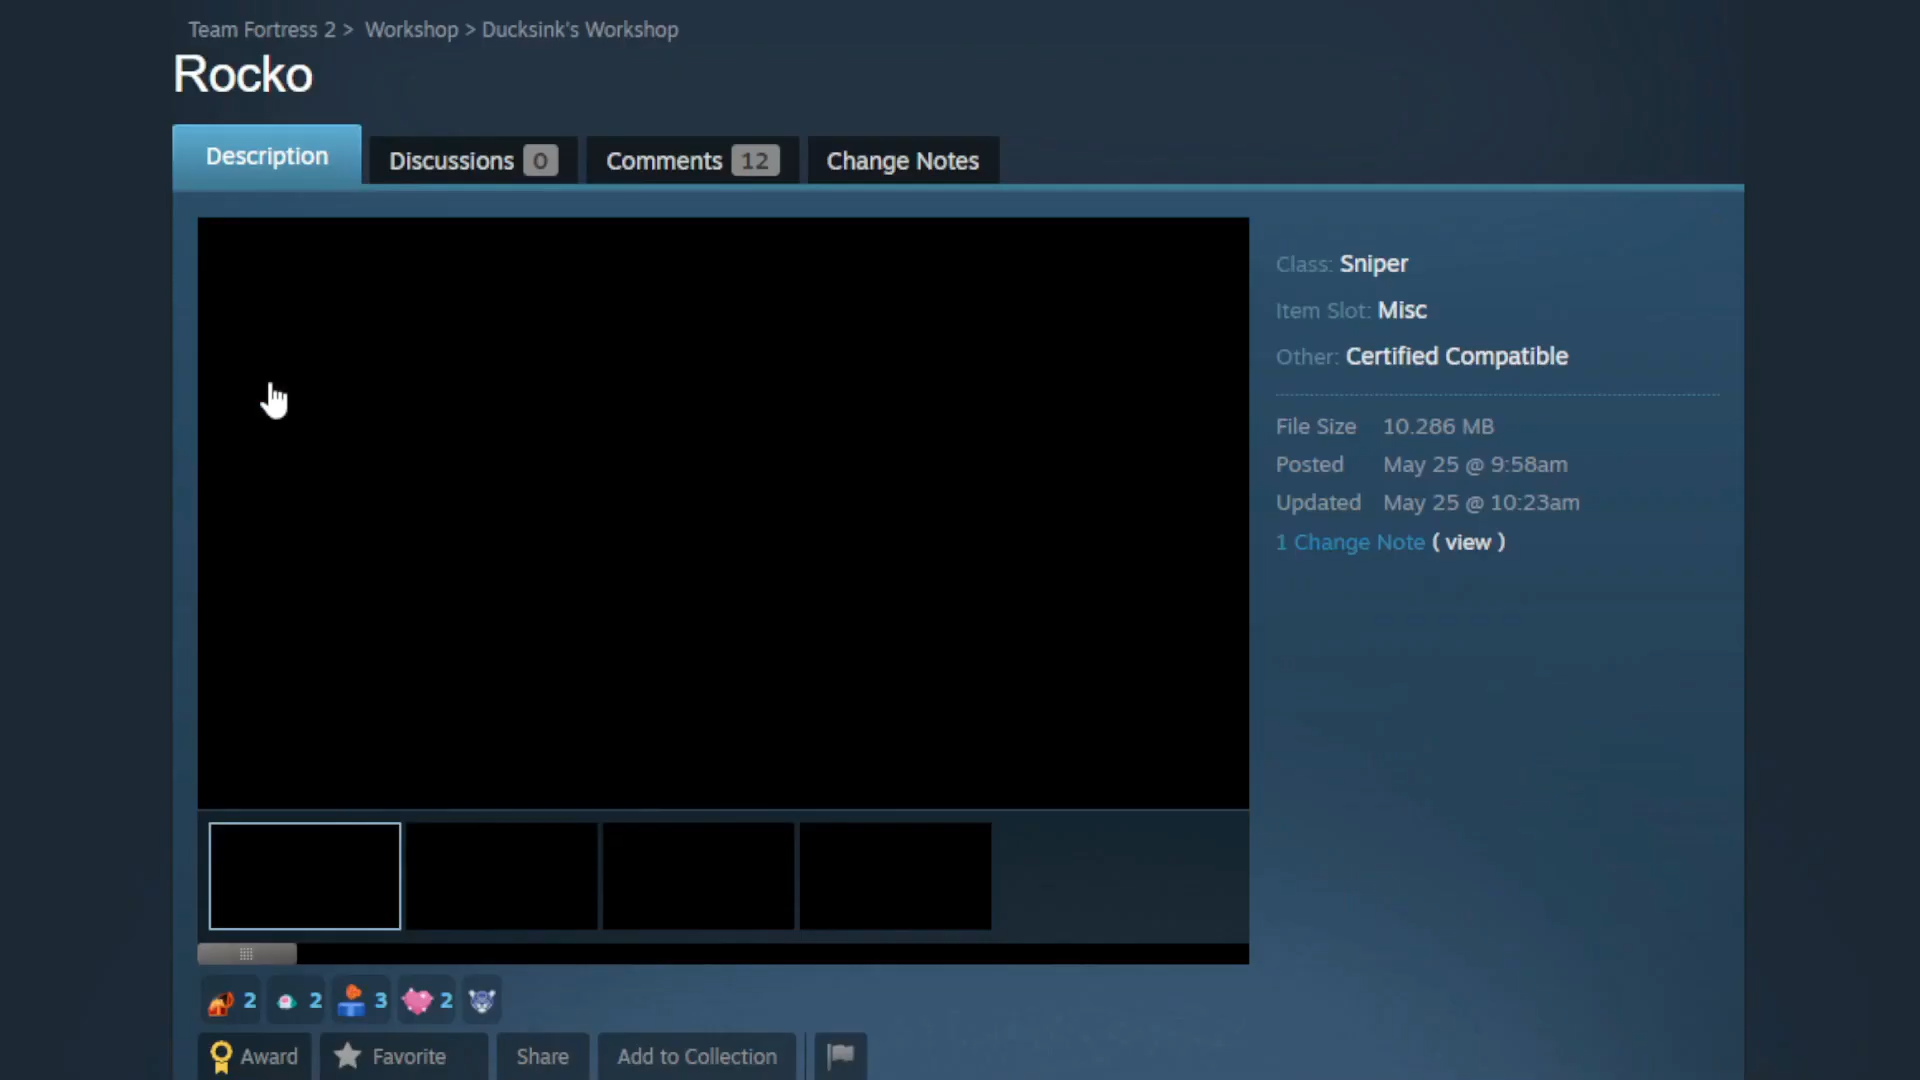 Team Fortress 2 > Workshop > Ducksink's Workshop
Rocko
Description
Discussions 0
Comments 12
Change Notes
Class: Sniper
Item Slot: Misc
Other: Certified Compatible
File Size 10.286 MB
Posted May 25 @ 9:58am
Updated May 25 @ 10:23am
1 Change Note ( view )
2 2 3 2
Award
Favorite
Share
Add to Collection